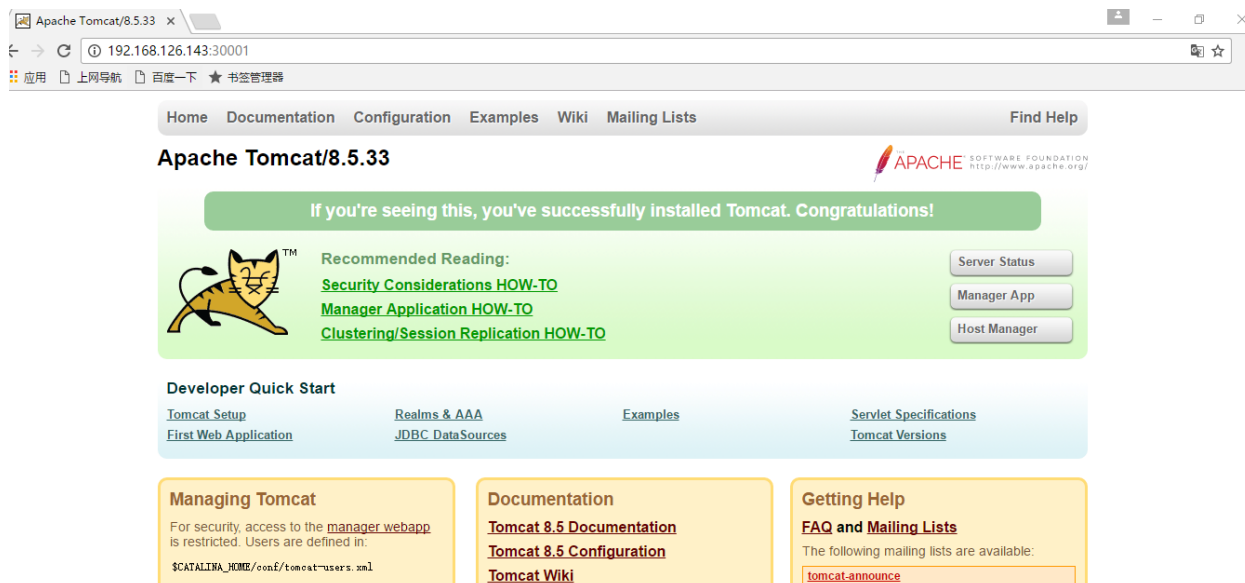 Apache Tomcat/8.5.33
192.168.126.143:30001
应用 上网导航 百度一下 书签管理器
Home Documentation Configuration Examples Wiki Mailing Lists Find Help
Apache Tomcat/8.5.33
THE APACHE SOFTWARE FOUNDATION
http://www.apache.org/
If you're seeing this, you've successfully installed Tomcat. Congratulations!
TM
Recommended Reading:
Security Considerations HOW-TO
Manager Application HOW-TO
Clustering/Session Replication HOW-TO
Server Status
Manager App
Host Manager
Developer Quick Start
Tomcat Setup Realms & AAA Examples Servlet Specifications
First Web Application JDBC DataSources Tomcat Versions
Managing Tomcat
For security, access to the manager webapp
is restricted. Users are defined in:
$CATALINA_HOME/conf/tomcat-users.xml
Documentation
Tomcat 8.5 Documentation
Tomcat 8.5 Configuration
Tomcat Wiki
Getting Help
FAQ and Mailing Lists
The following mailing lists are available:
tomcat-announce